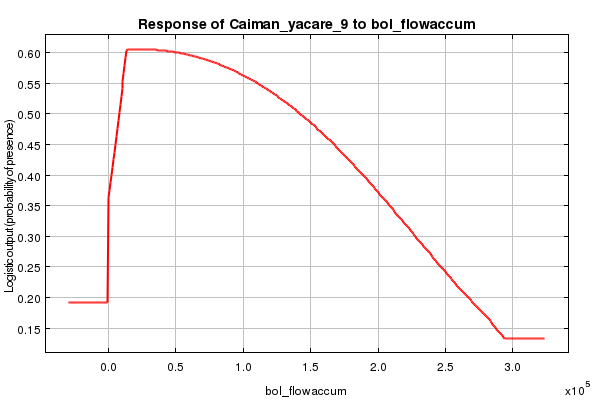 Response of Caiman_yacare_9 to bol_flowaccum
Logistic output (probability of presence)
0.60
0.55
0.50
0.45
0.40
0.35
0.30
0.25
0.20
0.15
0.0 0.5 1.0 1.5 2.0 2.5 3.0
bol_flowaccum
x10^5